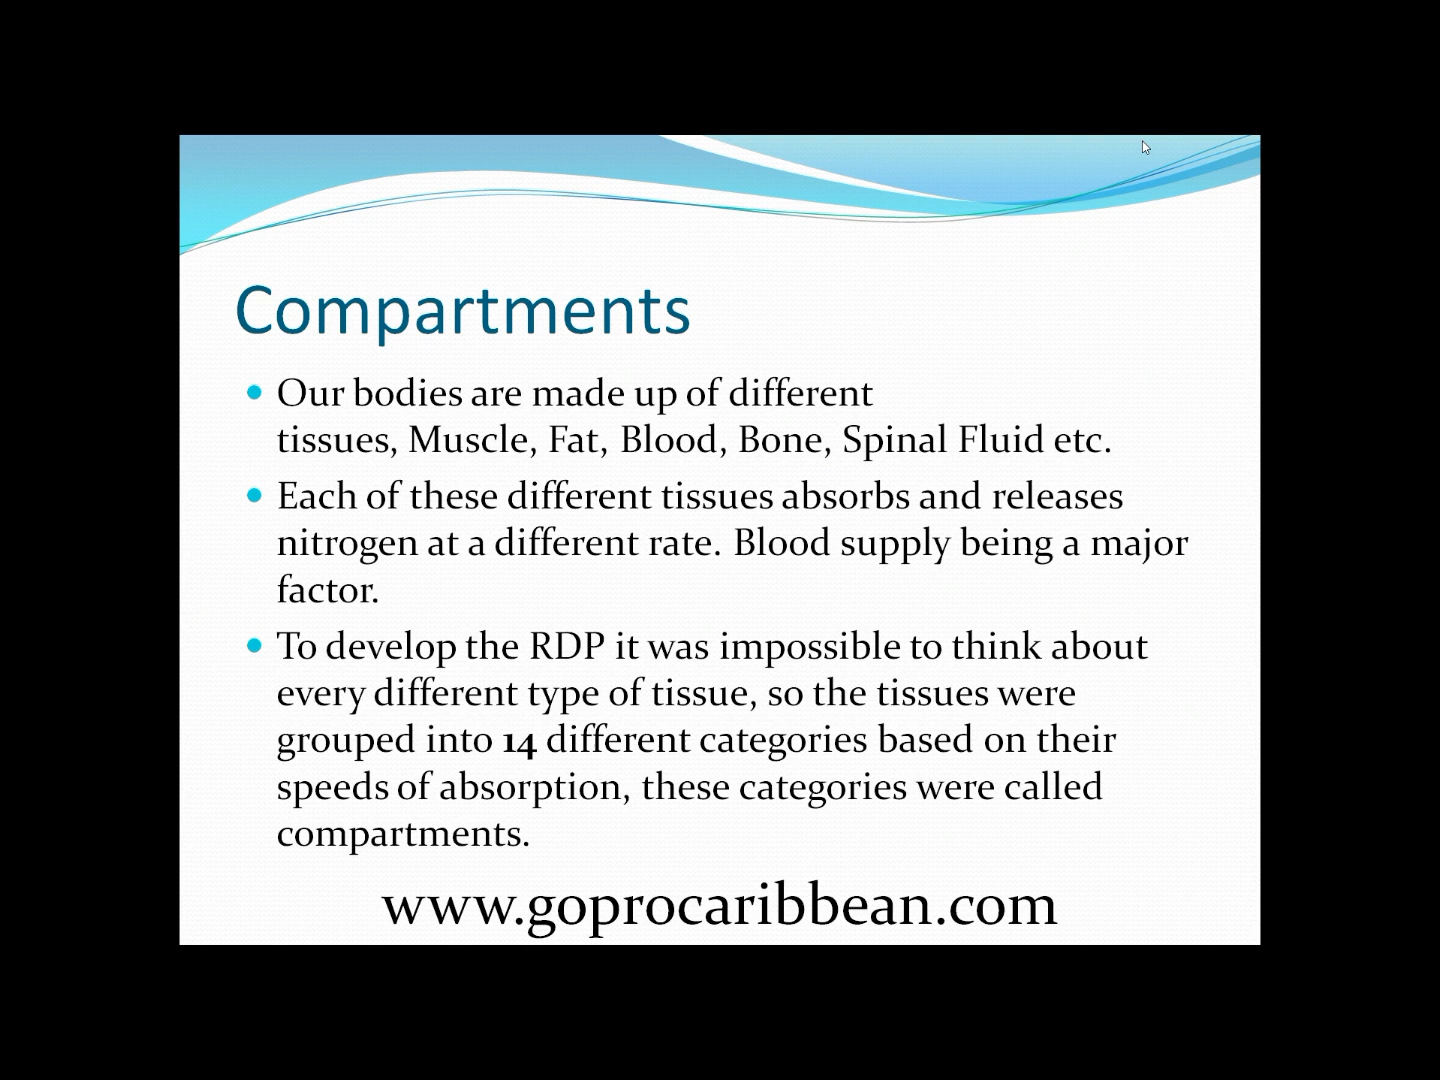 Compartments
Our bodies are made up of different
tissues, Muscle, Fat, Blood, Bone, Spinal Fluid etc.
Each of these different tissues absorbs and releases
nitrogen at a different rate. Blood supply being a major
factor.
To develop the RDP it was impossible to think about
every different type of tissue, so the tissues were
grouped into 14 different categories based on their
speeds of absorption, these categories were called
compartments.
www.goprocaribbean.com